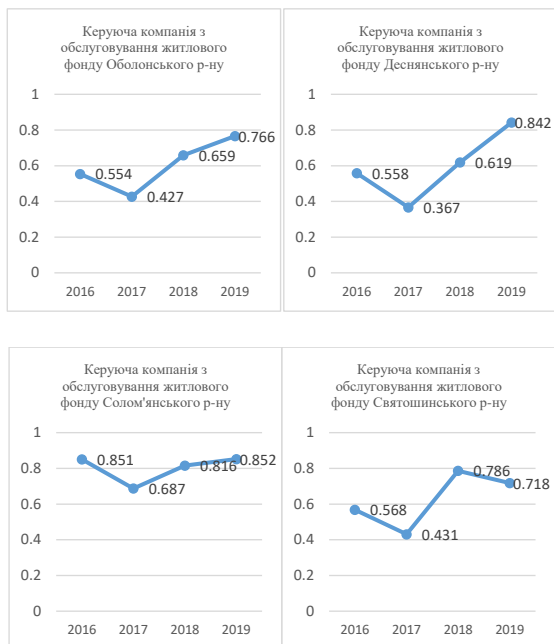 Керуюча компанія з
обслуговування житлового
фонду Оболонського р-ну
1
0.8
0.6
0.4
0.2
0
0.554
0.427
0.659
0.766
2016 2017 2018 2019
Керуюча компанія з
обслуговування житлового
фонду Деснянського р-ну
1
0.8
0.6
0.4
0.2
0
0.558
0.367
0.619
0.842
2016 2017 2018 2019
Керуюча компанія з
обслуговування житлового
фонду Солом'янського р-ну
1
0.8
0.6
0.4
0.2
0
0.851
0.687
0.816
0.852
2016 2017 2018 2019
Керуюча компанія з
обслуговування житлового
фонду Святошинського р-ну
1
0.8
0.6
0.4
0.2
0
0.568
0.431
0.786
0.718
2016 2017 2018 2019